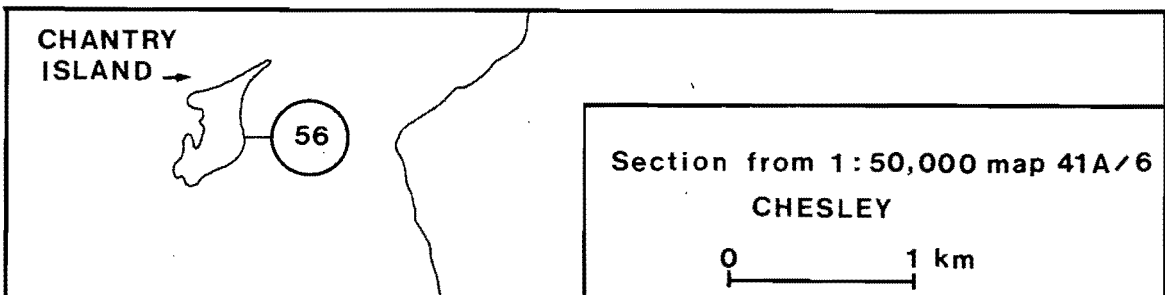 CHANTRY
ISLAND
56
Section from 1:50,000 map 41A/6
CHESLEY
0 1 km